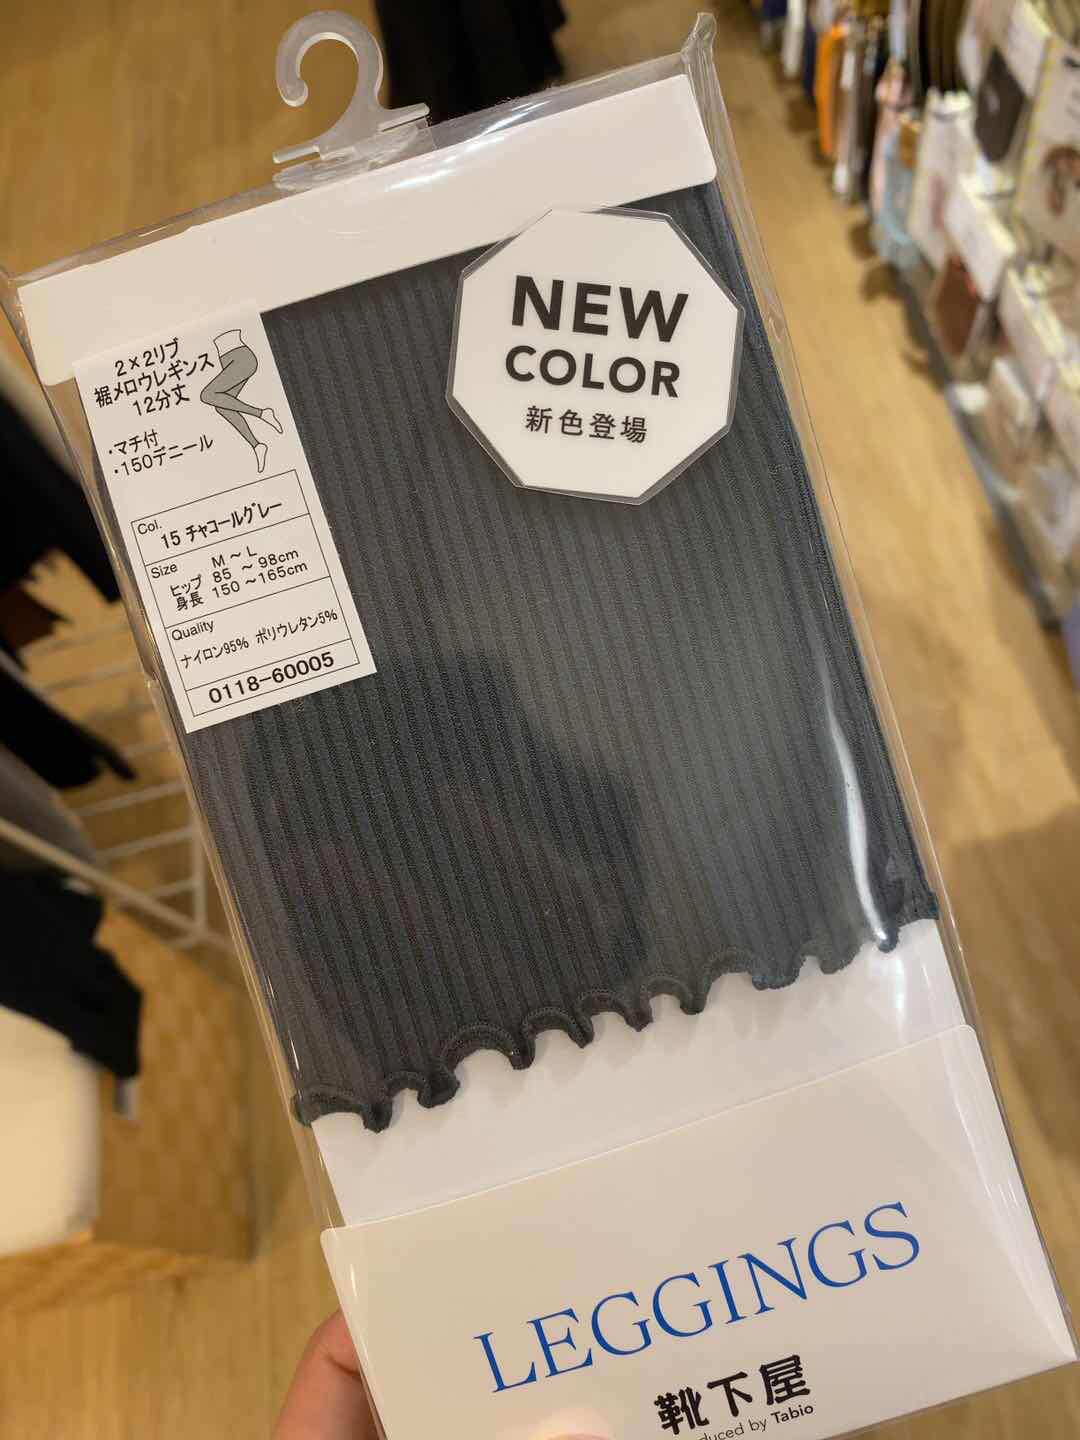 2×2リブ
裾メロウレギンス
12分丈
・マチ付
・150デニール
Col.
15 チャコールグレー
Size
M～L
ヒップ 85 ～98cm
身長 150～165cm
Quality
ナイロン95% ポリウレタン5%
0118-60005
NEW
COLOR
新色登場
LEGGINGS
靴下屋
by Tabio